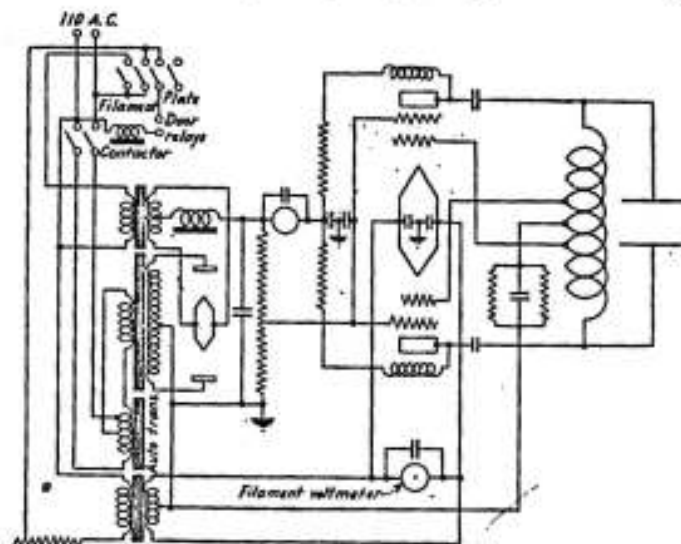 110 A.C.
Plate
Filament
Door
relays
Contactor
Auto trans.
Filament voltmeter